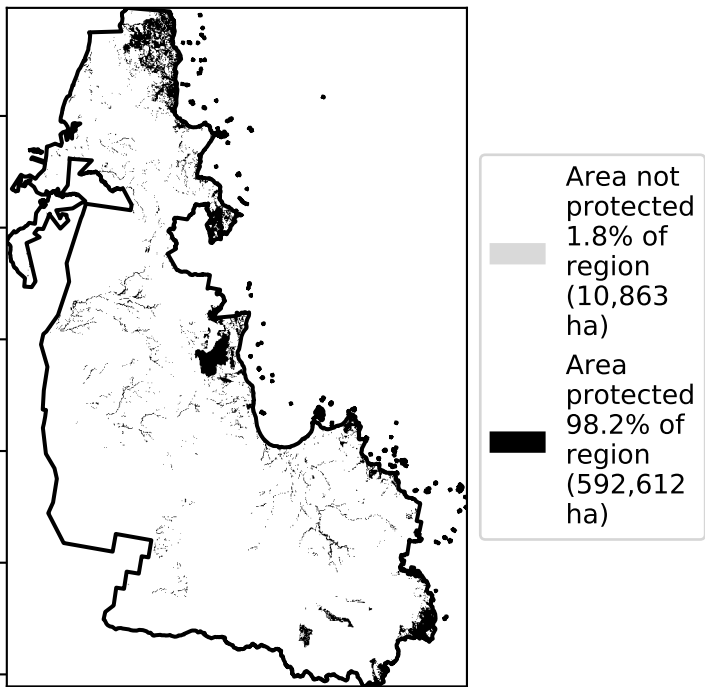 Area not
protected
1.8% of
region
(10,863
ha)
Area
protected
98.2% of
region
(592,612
ha)